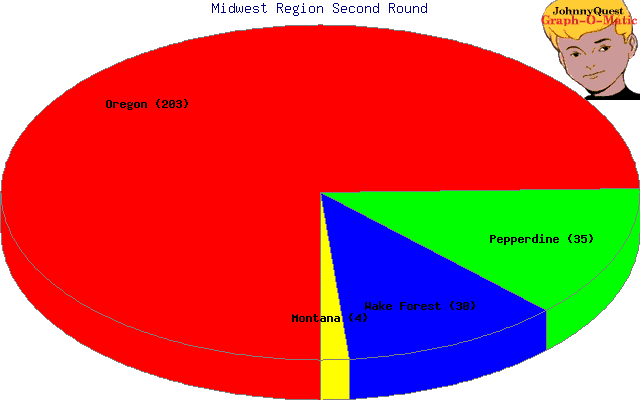 Midwest Region Second Round
JohnnyQuest
Graph-O-Matic
Oregon (203)
Pepperdine (35)
Wake Forest (30)
Montana (4)